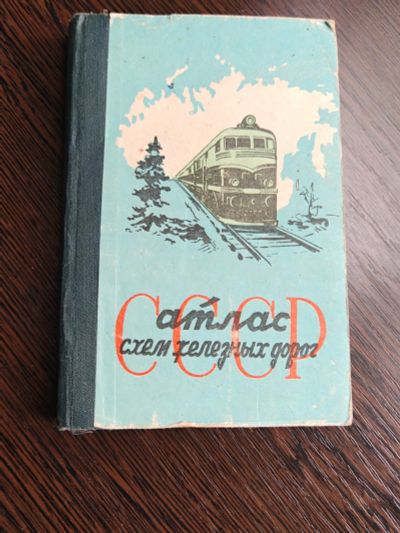 атлас
схем железных дорог
СССР